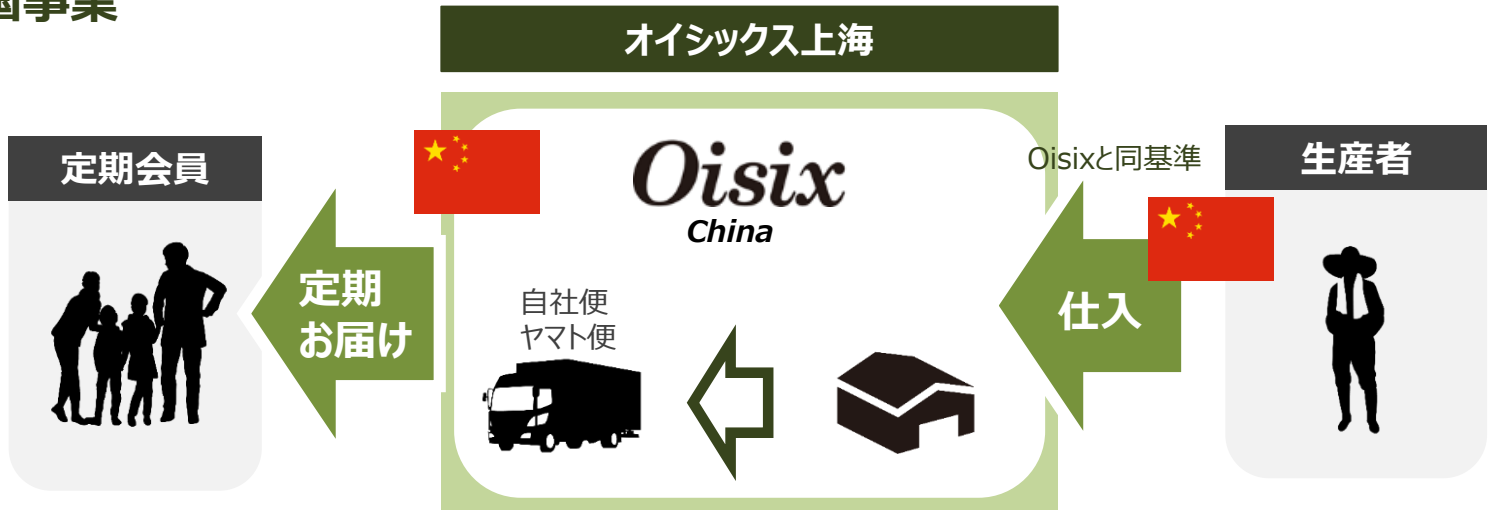 事業
オイシックス上海
定期会員
Oisix
China
Oisixと同基準
生産者
定期
お届け
自社便
ヤマト便
仕入